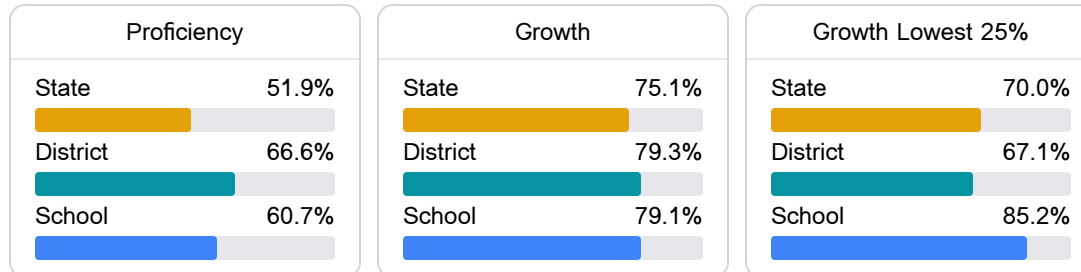 Proficiency
State 51.9%
District 66.6%
School 60.7%
Growth
State 75.1%
District 79.3%
School 79.1%
Growth Lowest 25%
State 70.0%
District 67.1%
School 85.2%